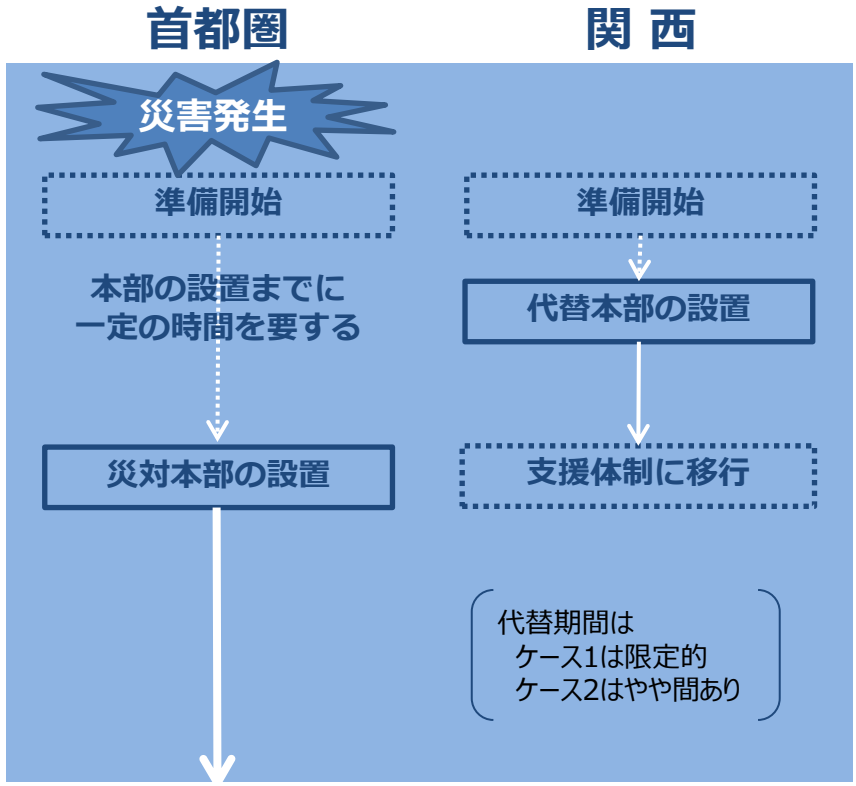 首都圏
関 西
災害発生
準備開始
準備開始
本部の設置までに
一定の時間を要する
代替本部の設置
災対本部の設置
支援体制に移行
代替期間は
ケース1は限定的
ケース2はやや間あり